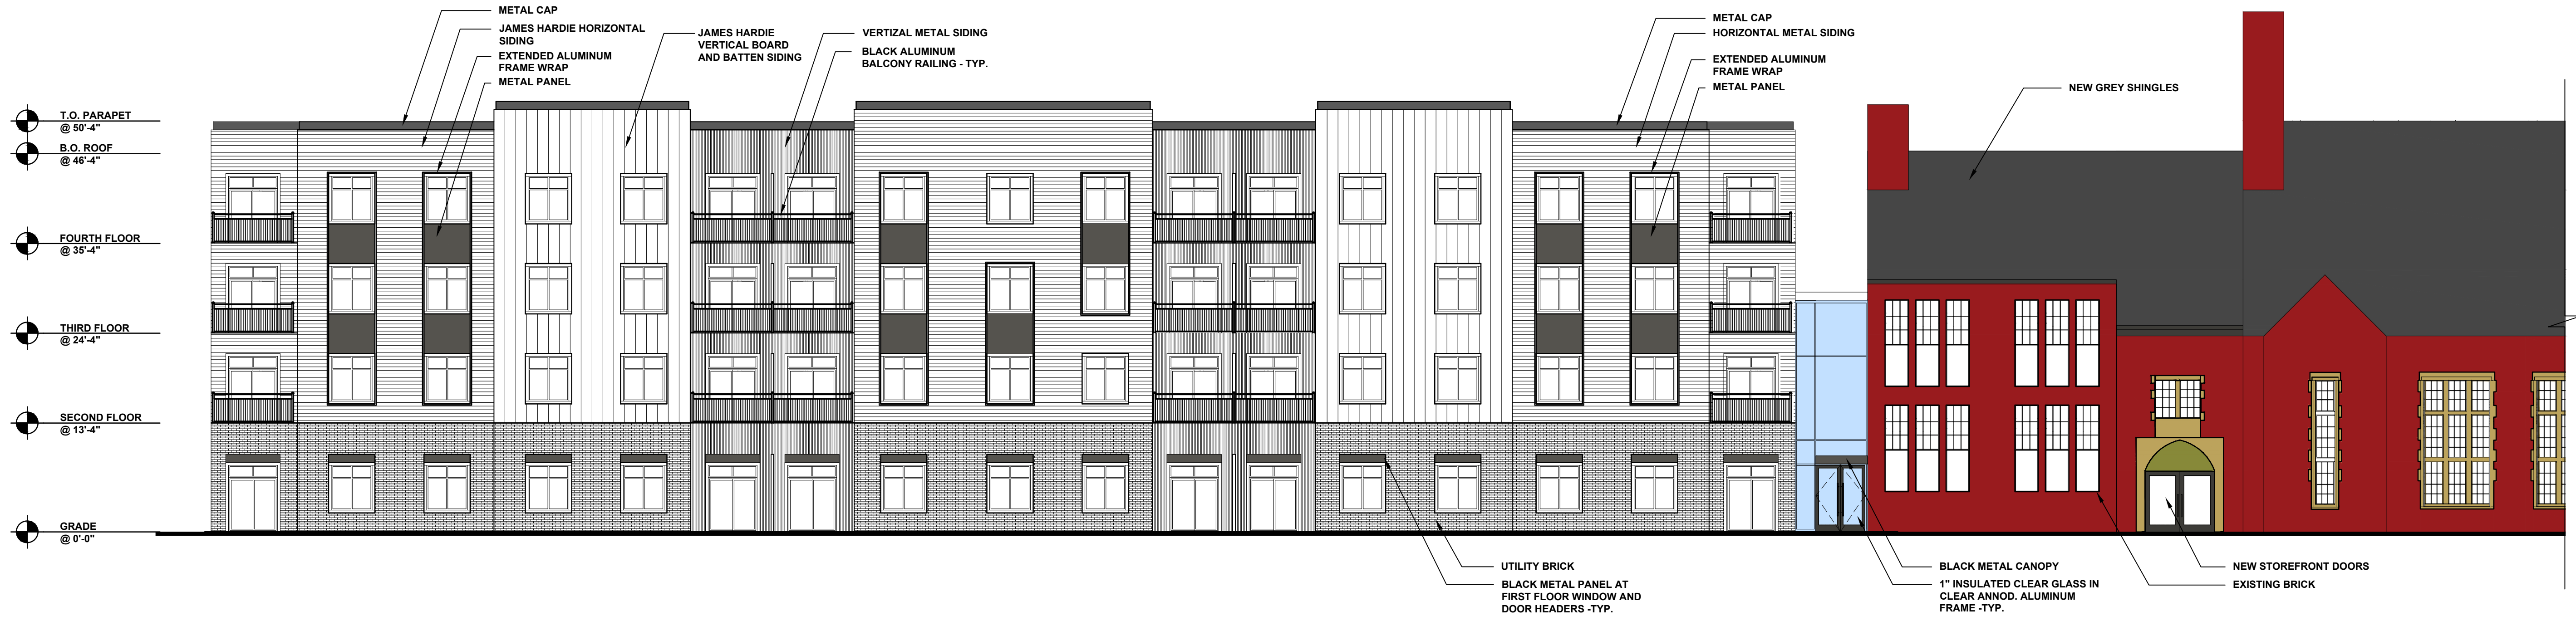 METAL CAP
JAMES HARDIE HORIZONTAL
SIDING
EXTENDED ALUMINUM
FRAME WRAP
METAL PANEL
JAMES HARDIE
VERTICAL BOARD
AND BATTEN SIDING
VERTIZAL METAL SIDING
BLACK ALUMINUM
BALCONY RAILING - TYP.
METAL CAP
HORIZONTAL METAL SIDING
EXTENDED ALUMINUM
FRAME WRAP
METAL PANEL
NEW GREY SHINGLES
T.O. PARAPET
@ 50'-4"
B.O. ROOF
@ 46'-4"
FOURTH FLOOR
@ 35'-4"
THIRD FLOOR
@ 24'-4"
SECOND FLOOR
@ 13'-4"
GRADE
@ 0'-0"
UTILITY BRICK
BLACK METAL PANEL AT
FIRST FLOOR WINDOW AND
DOOR HEADERS -TYP.
BLACK METAL CANOPY
1" INSULATED CLEAR GLASS IN
CLEAR ANNOD. ALUMINUM
FRAME -TYP.
NEW STOREFRONT DOORS
EXISTING BRICK